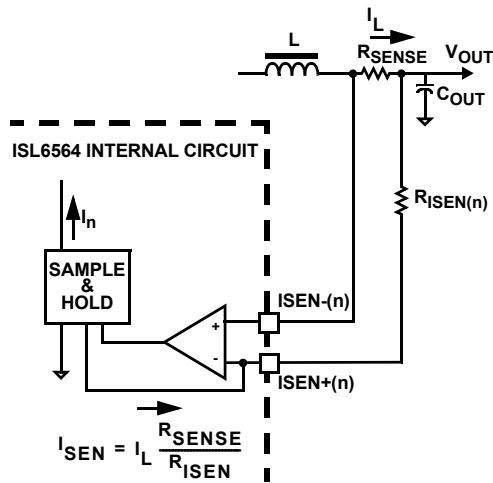 I_L
L
R_SENSE
V_OUT
C_OUT
ISL6564 INTERNAL CIRCUIT
R_ISEN(n)
I_n
SAMPLE
&
HOLD
ISEN-(n)
+
-
ISEN+(n)
I_SEN = I_L R_SENSE / R_ISEN